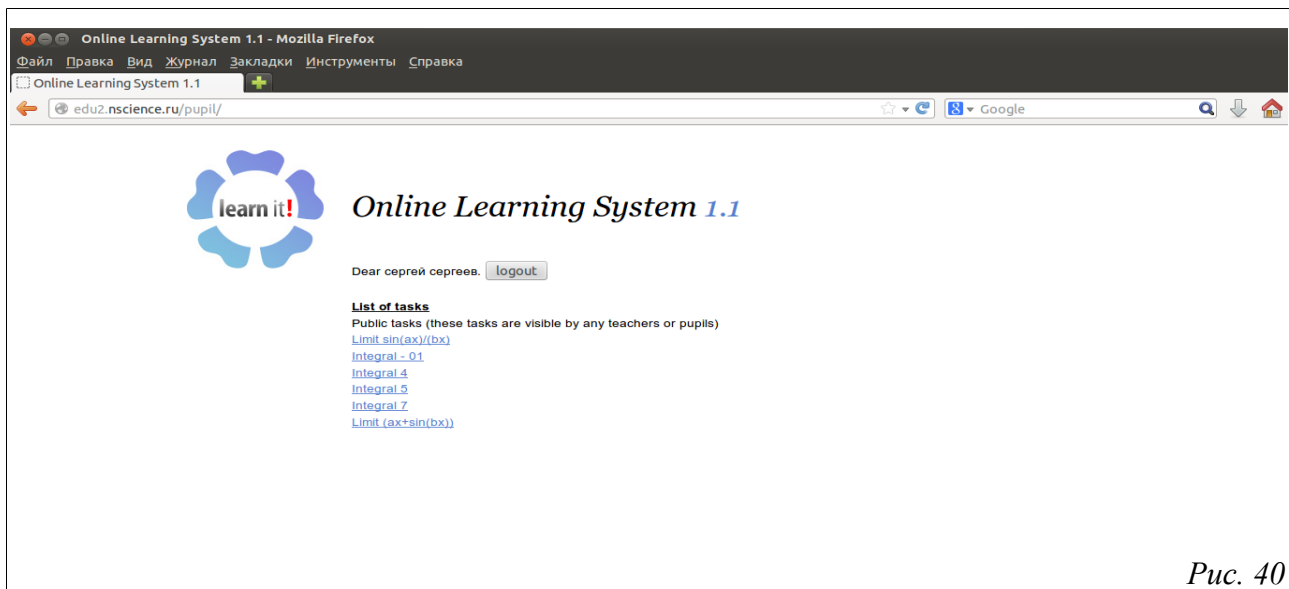 Online Learning System 1.1 - Mozilla Firefox
Файл Правка Вид Журнал Закладки Инструменты Справка
Online Learning System 1.1
edu2.nscience.ru/pupil/
Google
learn it!
Online Learning System 1.1
Dear сергей сергеев. logout
List of tasks
Public tasks (these tasks are visible by any teachers or pupils)
Limit sin(ax)/(bx)
Integral - 01
Integral 4
Integral 5
Integral 7
Limit (ax+sin(bx))
Рис. 40